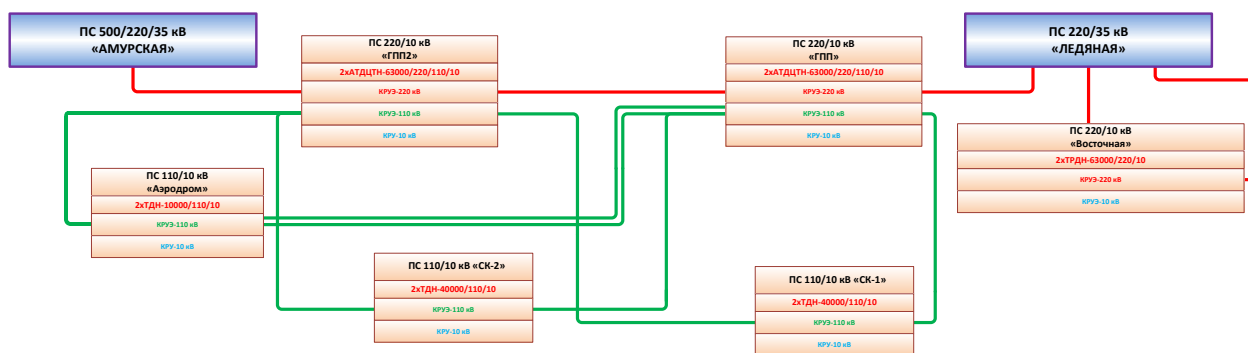 ПС 500/220/35 кВ
«АМУРСКАЯ»
ПС 220/10 кВ
«ГПП2»
2хАТДЦТН-63000/220/110/10
КРУЭ-220 кВ
КРУЭ-110 кВ
КРУ-10 кВ
ПС 220/10 кВ
«ГПП»
2хАТДЦТН-63000/220/110/10
КРУЭ-220 кВ
КРУЭ-110 кВ
КРУ-10 кВ
ПС 220/35 кВ
«ЛЕДЯНАЯ»
ПС 220/10 кВ
«Восточная»
2хТРДН-63000/220/10
КРУЭ-220 кВ
КРУЭ-10 кВ
ПС 110/10 кВ
«Аэродром»
2хТДН-10000/110/10
КРУЭ-110 кВ
КРУ-10 кВ
ПС 110/10 кВ «СК-2»
2хТДН-40000/110/10
КРУЭ-110 кВ
КРУ-10 кВ
ПС 110/10 кВ «СК-1»
2хТДН-40000/110/10
КРУЭ-110 кВ
КРУ-10 кВ